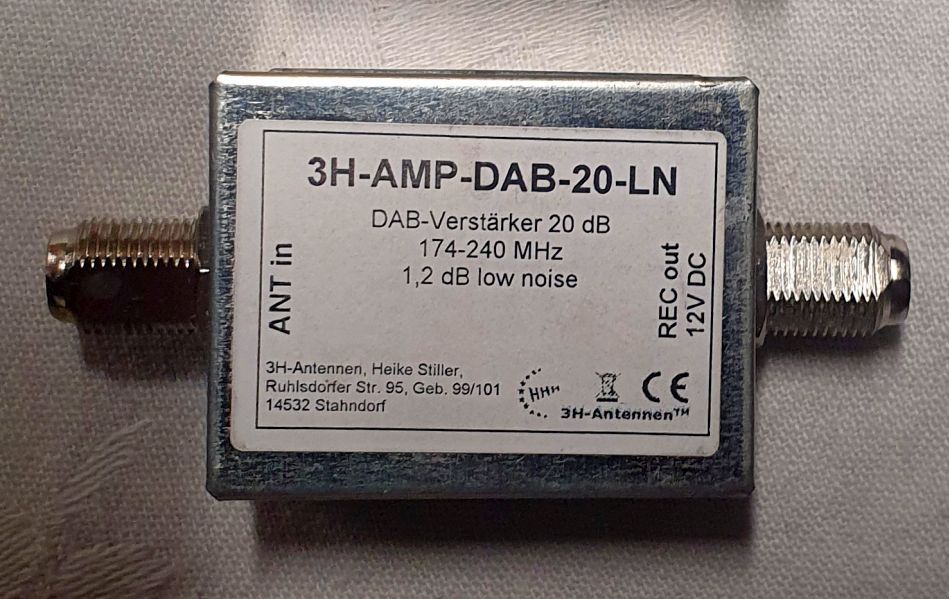 3H-AMP-DAB-20-LN
DAB-Verstärker 20 dB
174-240 MHz
1,2 dB low noise
ANT in
REC out
12V DC
3H-Antennen, Heike Stiller,
Ruhlsdorfer Str. 95, Geb. 99/101
14532 Stahndorf
HHH
CE
3H-Antennen™